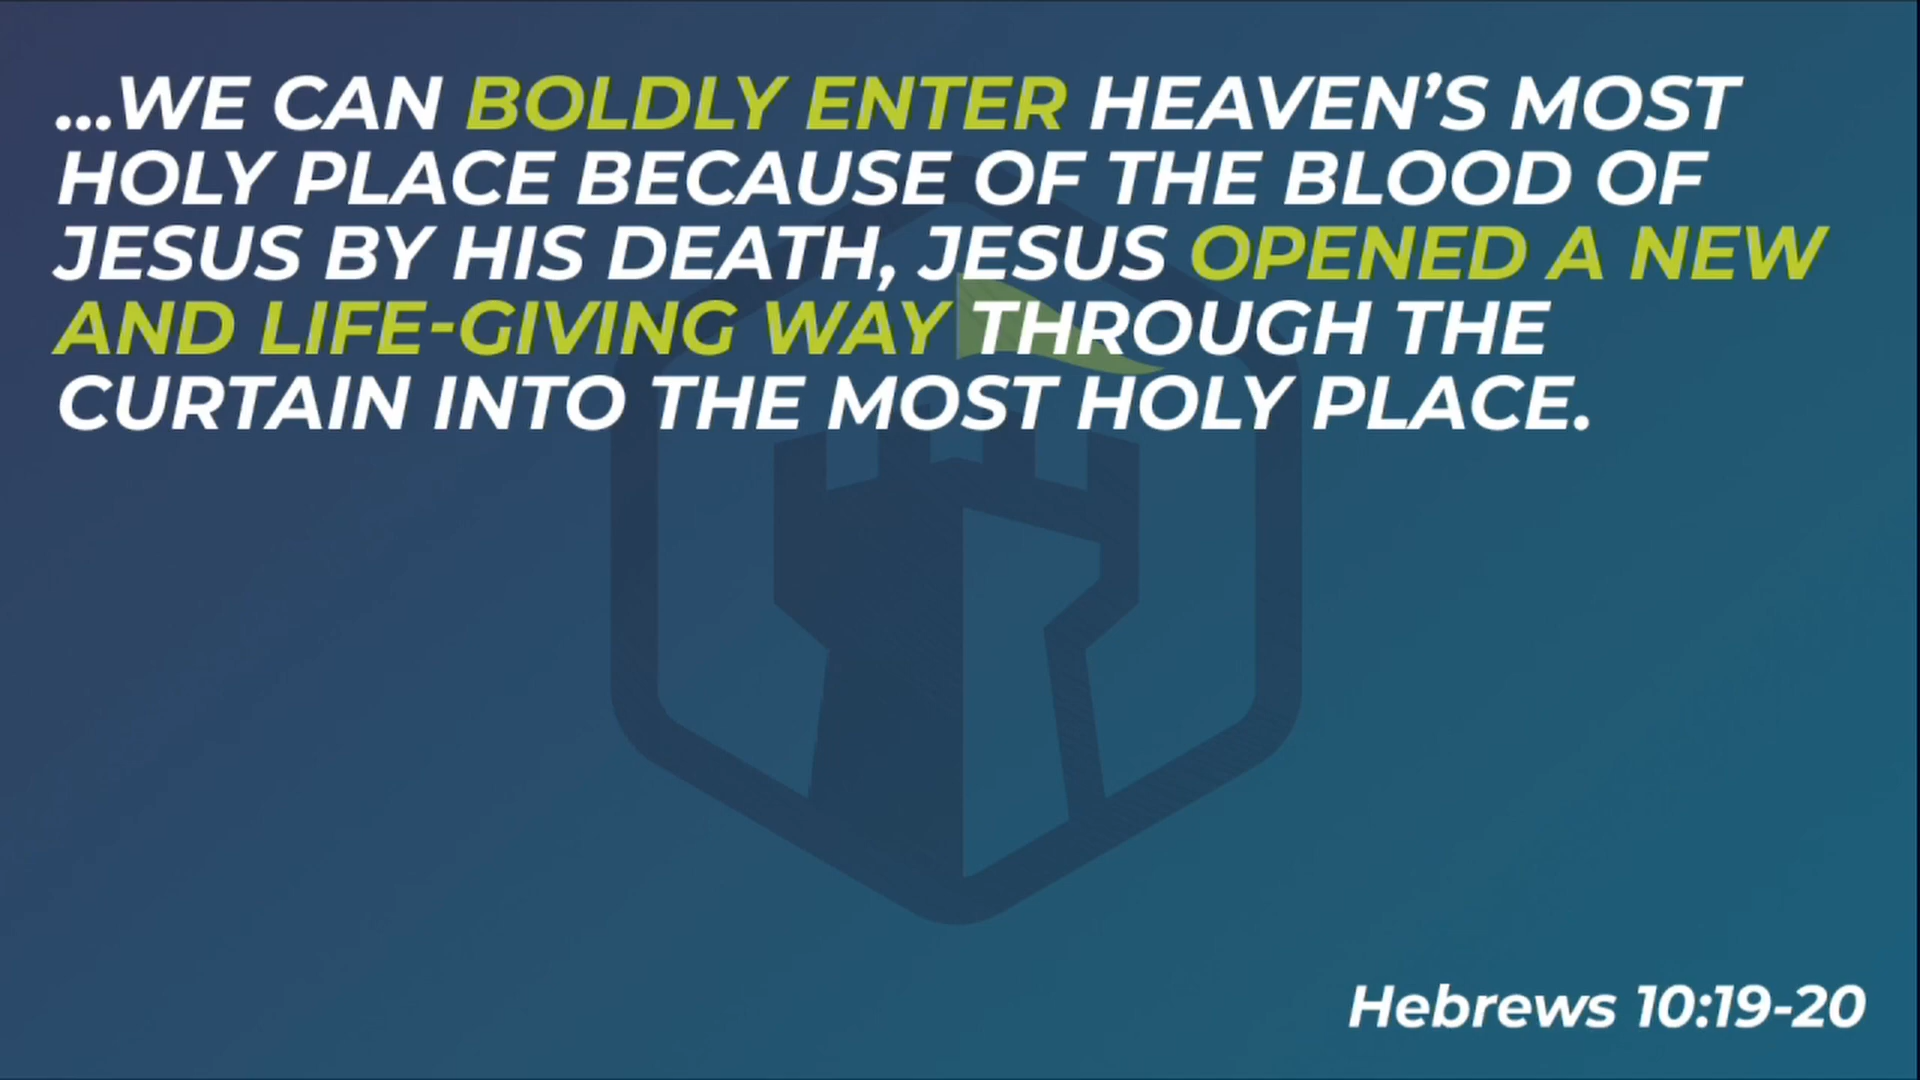 ...WE CAN BOLDLY ENTER HEAVEN’S MOST
HOLY PLACE BECAUSE OF THE BLOOD OF
JESUS BY HIS DEATH, JESUS OPENED A NEW
AND LIFE-GIVING WAY THROUGH THE
CURTAIN INTO THE MOST HOLY PLACE.
Hebrews 10:19-20